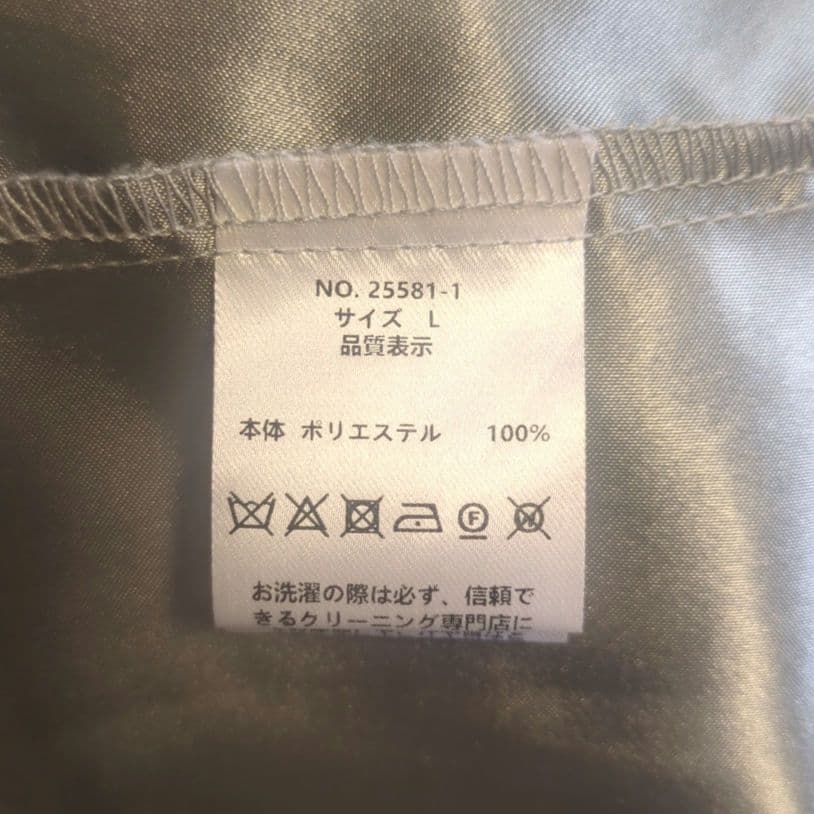 NO. 25581-1
サイズ L
品質表示
本体 ポリエステル 100%
F
W
お洗濯の際は必ず、信頼で
きるクリーニング専門店に